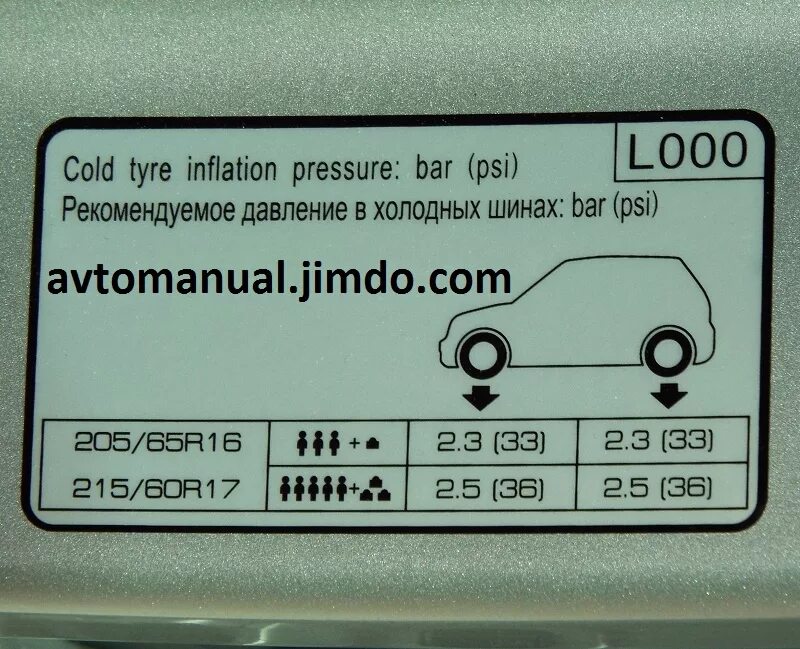 L000
Cold tyre inflation pressure: bar (psi)
Рекомендуемое давление в холодных шинах: bar (psi)
avtomanual.jimdo.com
205/65R16 + 2.3 (33) 2.3 (33)
215/60R17 + 2.5 (36) 2.5 (36)